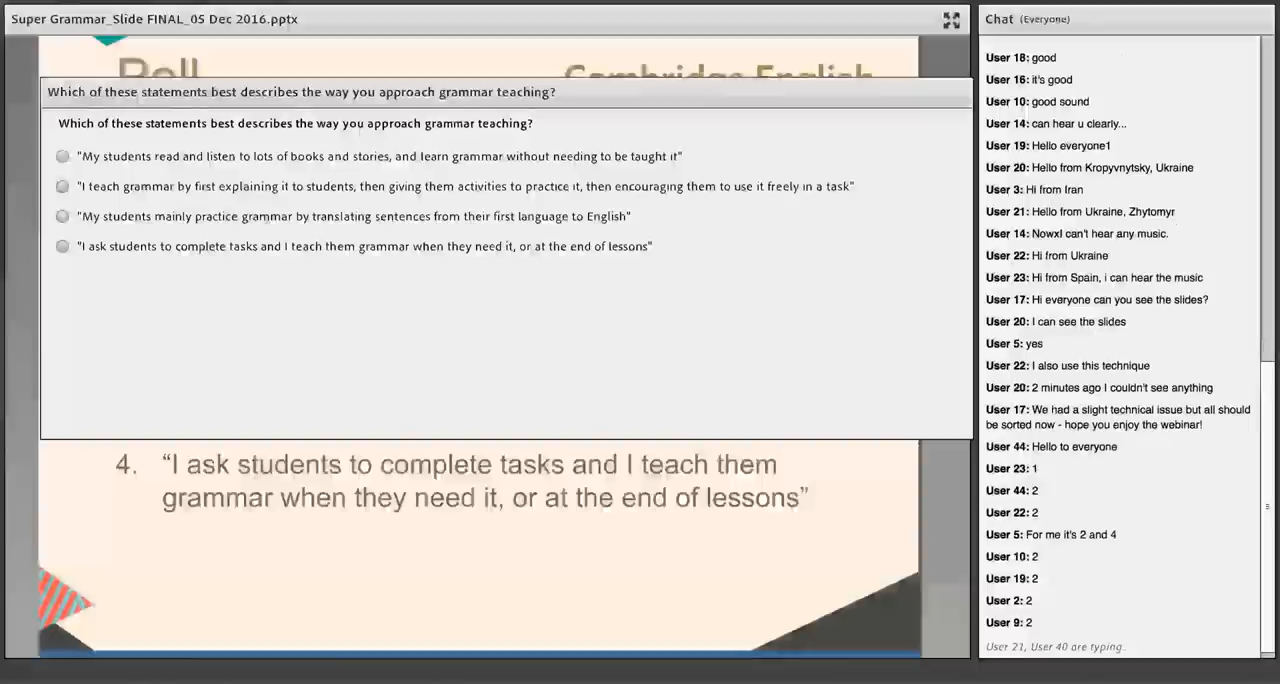 Super Grammar_Slide FINAL_05 Dec 2016.pptx
Poll
Cambridge English
Which of these statements best describes the way you approach grammar teaching?
Which of these statements best describes the way you approach grammar teaching?
"My students read and listen to lots of books and stories, and learn grammar without needing to be taught it"
"I teach grammar by first explaining it to students, then giving them activities to practice it, then encouraging them to use it freely in a task"
"My students mainly practice grammar by translating sentences from their first language to English"
"I ask students to complete tasks and I teach them grammar when they need it, or at the end of lessons"
4. “I ask students to complete tasks and I teach them
grammar when they need it, or at the end of lessons”
Chat (Everyone)
User 18: good
User 16: it's good
User 10: good sound
User 14: can hear u clearly...
User 19: Hello everyone1
User 20: Hello from Kropyvnytsky, Ukraine
User 3: Hi from Iran
User 21: Hello from Ukraine, Zhytomyr
User 14: NowxI can't hear any music.
User 22: Hi from Ukraine
User 23: Hi from Spain, i can hear the music
User 17: Hi everyone can you see the slides?
User 20: I can see the slides
User 5: yes
User 22: I also use this technique
User 20: 2 minutes ago I couldn't see anything
User 17: We had a slight technical issue but all should
be sorted now - hope you enjoy the webinar!
User 44: Hello to everyone
User 23: 1
User 44: 2
User 22: 2
User 5: For me it's 2 and 4
User 10: 2
User 19: 2
User 2: 2
User 9: 2
User 21, User 40 are typing..